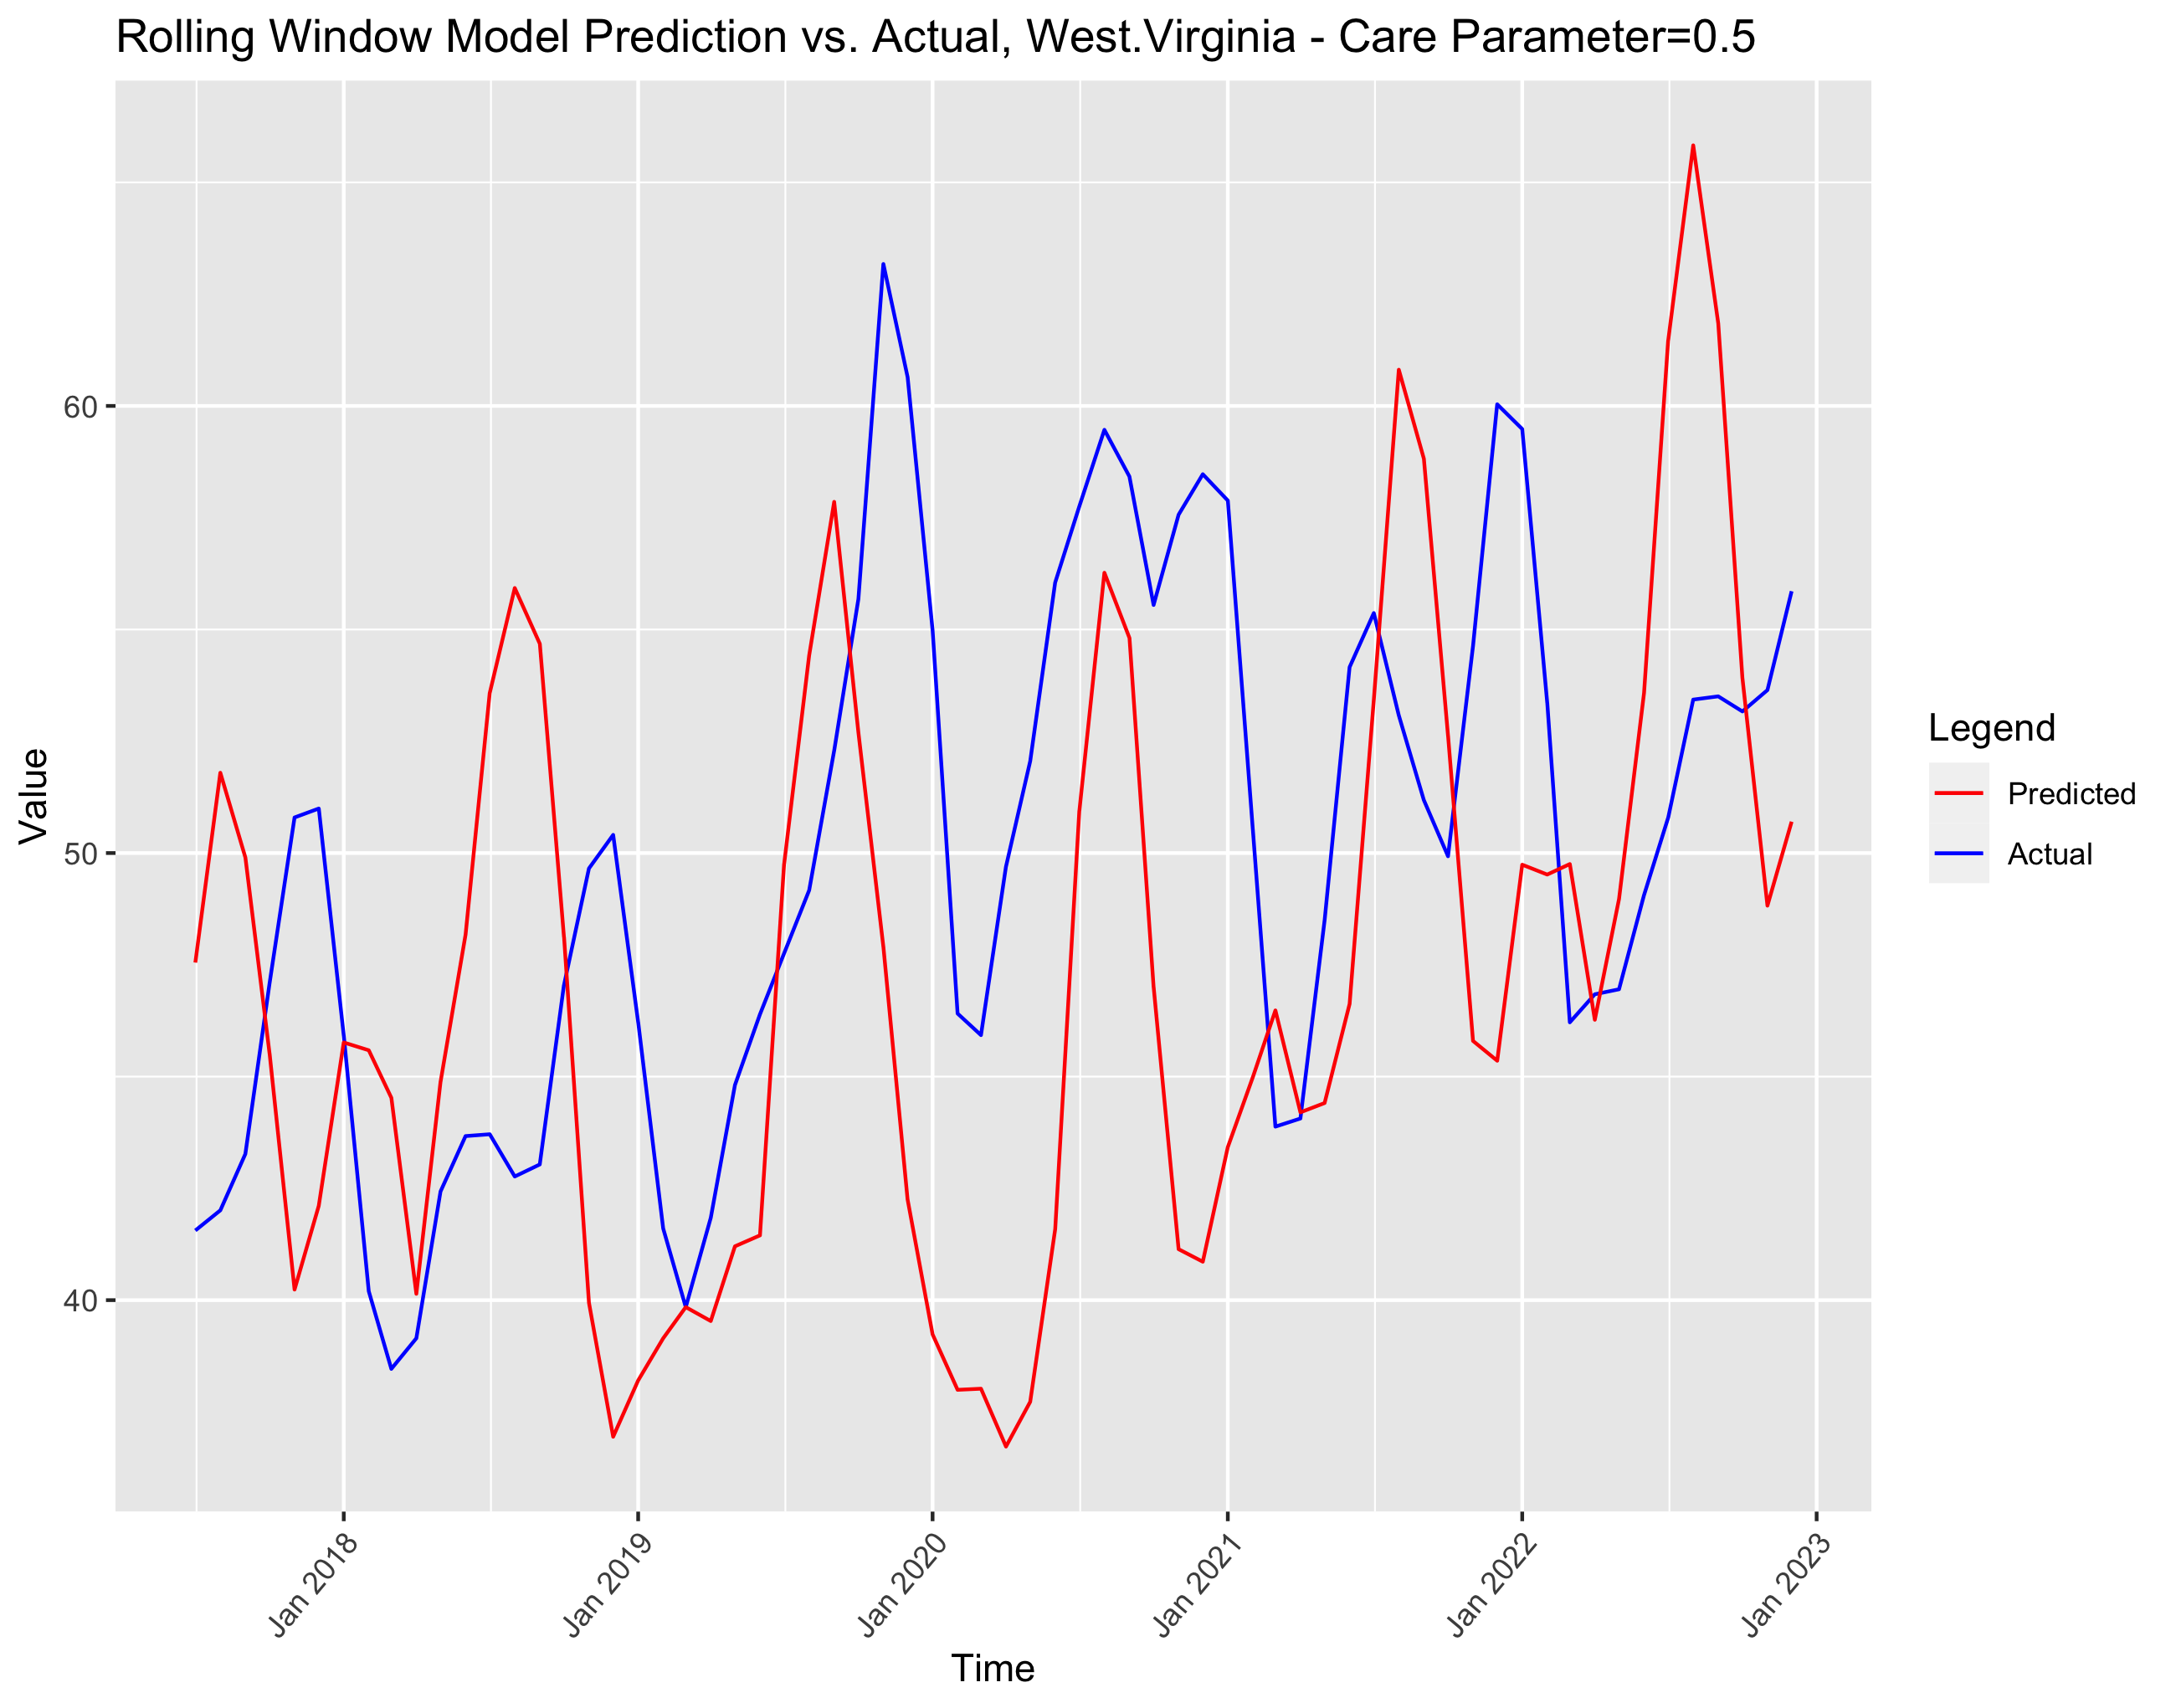 Rolling Window Model Prediction vs. Actual, West.Virginia - Care Parameter=0.5
Value
60
50
40
Jan 2018
Jan 2019
Jan 2020
Jan 2021
Jan 2022
Jan 2023
Time
Legend
Predicted
Actual